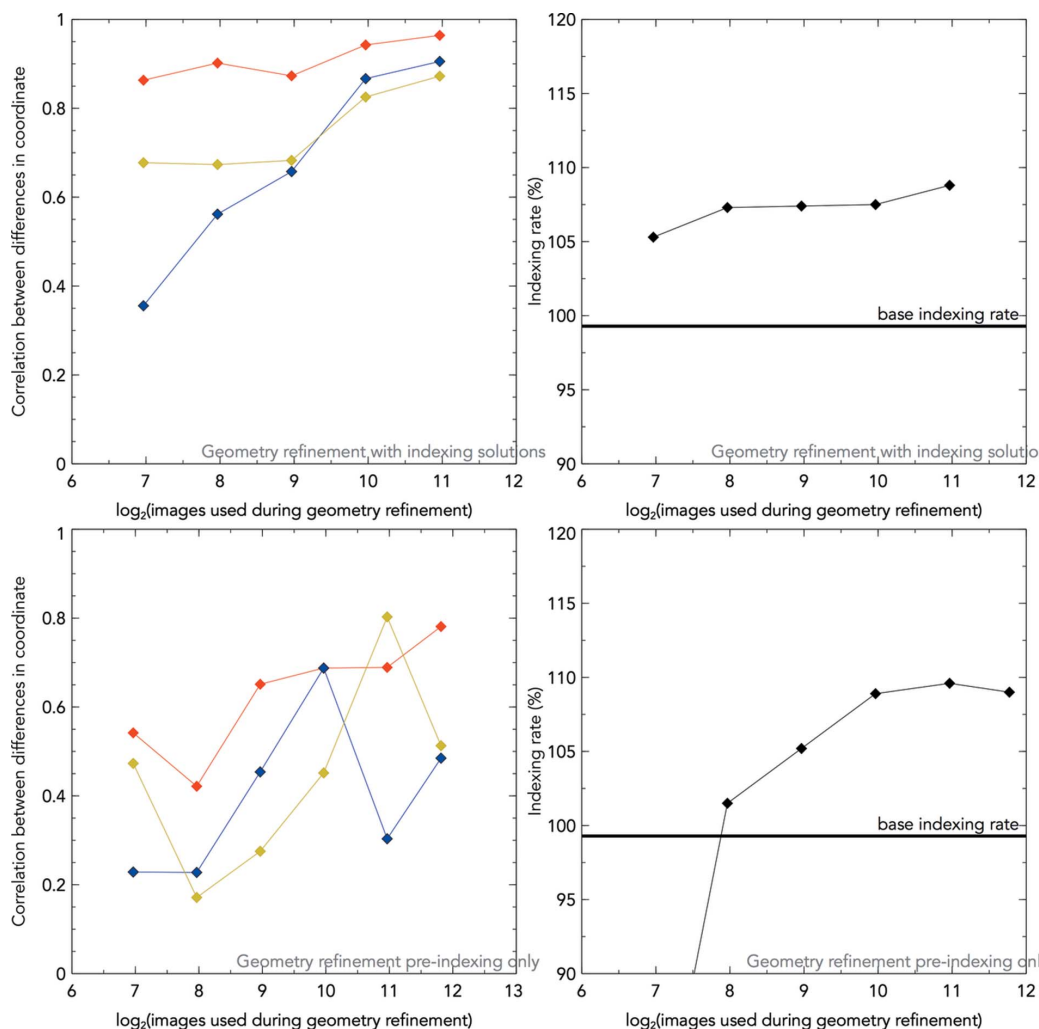 1
0.8
0.6
0.4
0.2
0
Correlation between differences in coordinate
Geometry refinement with indexing solutions
6 7 8 9 10 11 12
log₂(images used during geometry refinement)
120
115
110
105
100
95
90
Indexing rate (%)
base indexing rate
Geometry refinement with indexing solutio
6 7 8 9 10 11 12
log₂(images used during geometry refinement)
1
0.8
0.6
0.4
0.2
0
Correlation between differences in coordinate
Geometry refinement pre-indexing only
6 7 8 9 10 11 12 13
log₂(images used during geometry refinement)
120
115
110
105
100
95
90
Indexing rate (%)
base indexing rate
Geometry refinement pre-indexing onl
6 7 8 9 10 11 12
log₂(images used during geometry refinement)